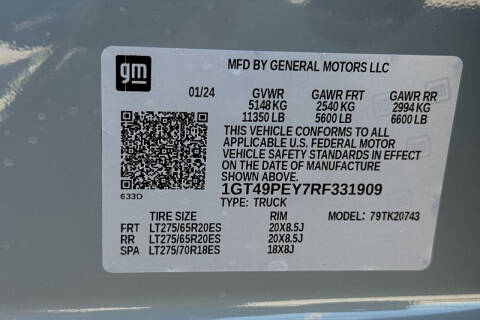 gm
MFD BY GENERAL MOTORS LLC
01/24 GVWR GAWR FRT GAWR RR
5148 KG 2540 KG 2994 KG
11350 LB 5600 LB 6600 LB
THIS VEHICLE CONFORMS TO ALL
APPLICABLE U.S. FEDERAL MOTOR
VEHICLE SAFETY STANDARDS IN EFFECT
ON THE DATE OF MANUFACTURE
SHOWN ABOVE.
633D
1GT49PEY7RF331909
TYPE: TRUCK
TIRE SIZE RIM MODEL: 79TK20743
FRT LT275/65R20ES 20X8.5J
RR LT275/65R20ES 20X8.5J
SPA LT275/70R18ES 18X8J